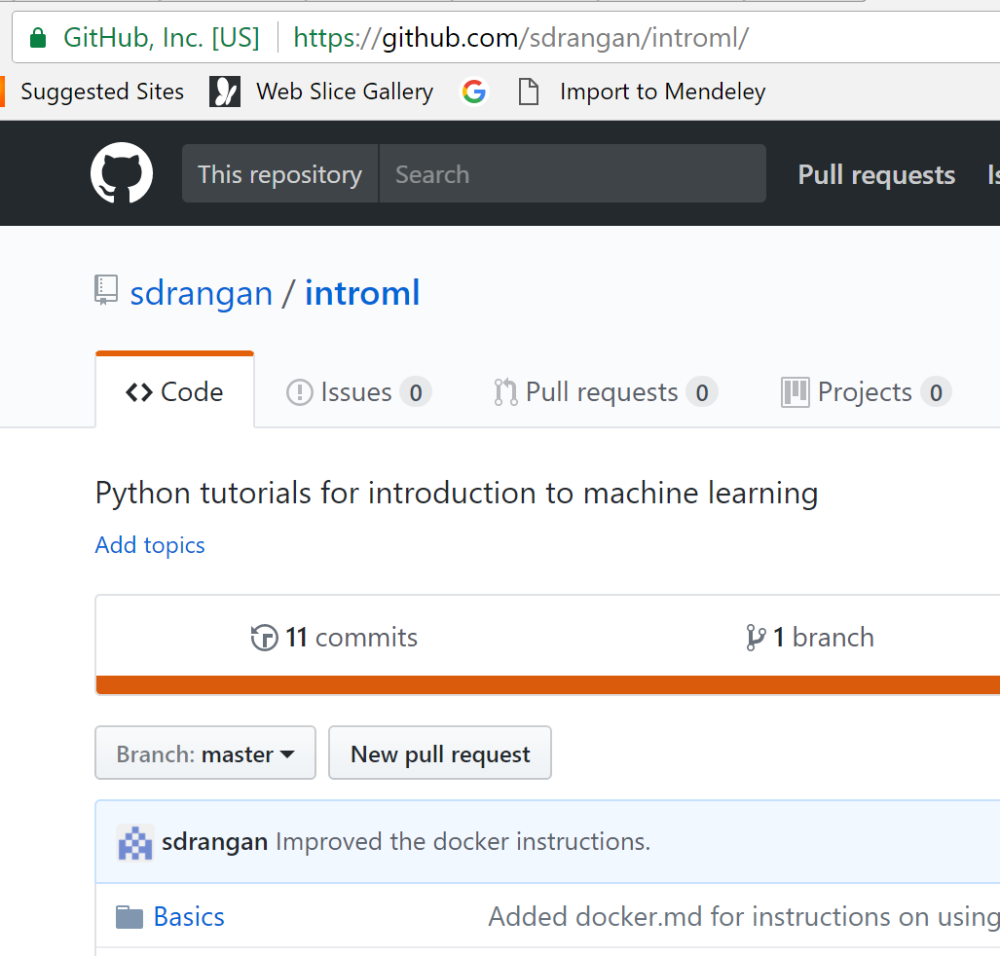 GitHub, Inc. [US] https://github.com/sdrangan/introml/
Suggested Sites Web Slice Gallery Import to Mendeley
This repository Search Pull requests Is
sdrangan / introml
Code Issues 0 Pull requests 0 Projects 0
Python tutorials for introduction to machine learning
Add topics
11 commits 1 branch
Branch: master New pull request
sdrangan Improved the docker instructions.
Basics Added docker.md for instructions on using